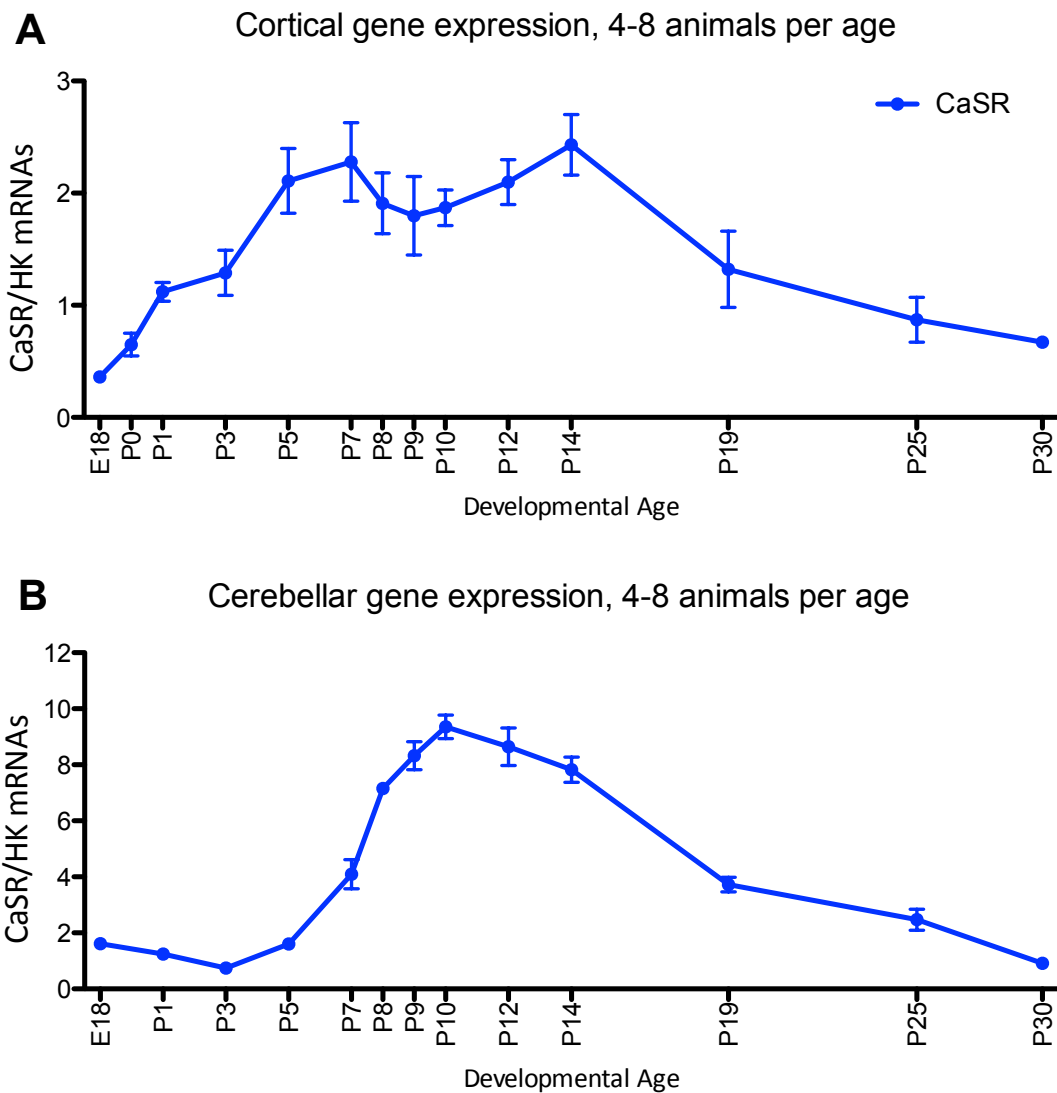 A
Cortical gene expression, 4-8 animals per age
CaSR
CaSR/HK mRNAs
3
2
1
0
E18 P0 P1 P3 P5 P7 P8 P9 P10 P12 P14 P19 P25 P30
Developmental Age
B
Cerebellar gene expression, 4-8 animals per age
CaSR/HK mRNAs
12
10
8
6
4
2
0
E18 P1 P3 P5 P7 P8 P9 P10 P12 P14 P19 P25 P30
Developmental Age